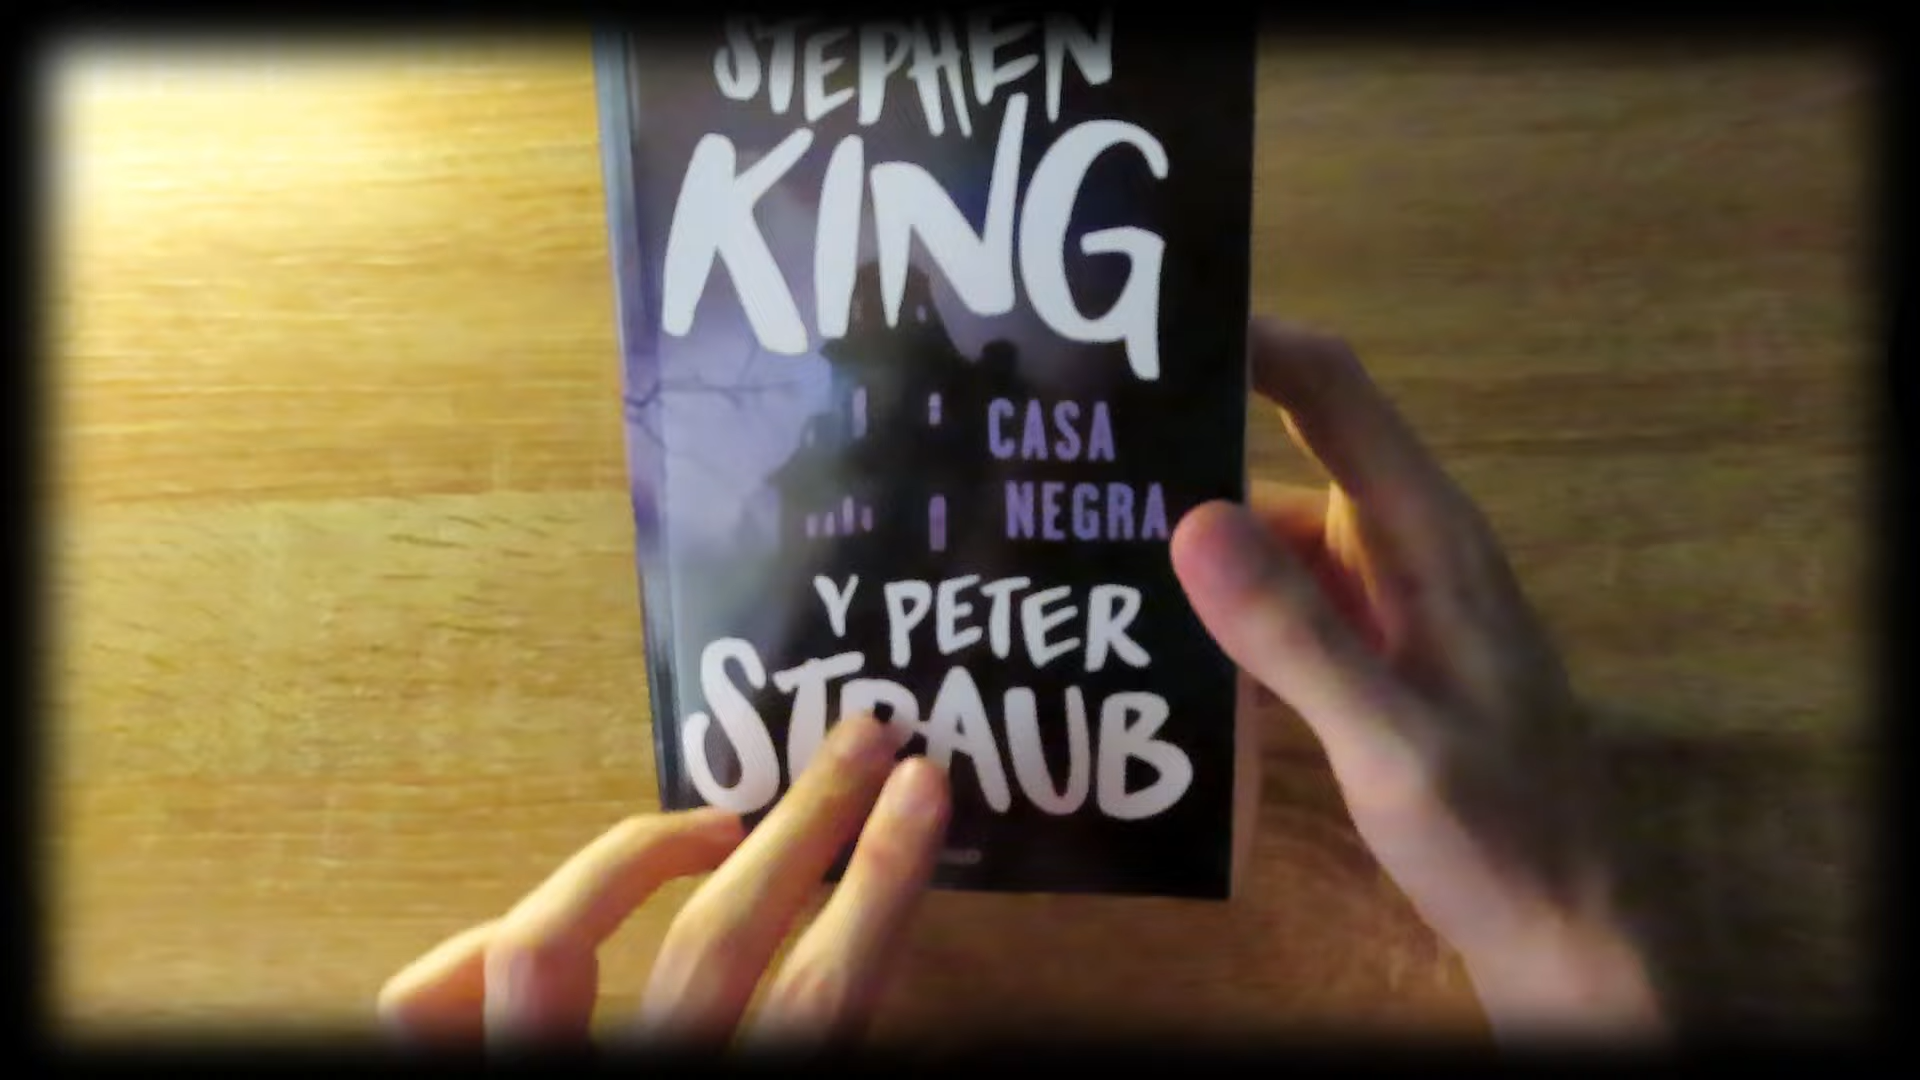 STEPHEN
KING
CASA
NEGRA
Y PETER
STRAUB